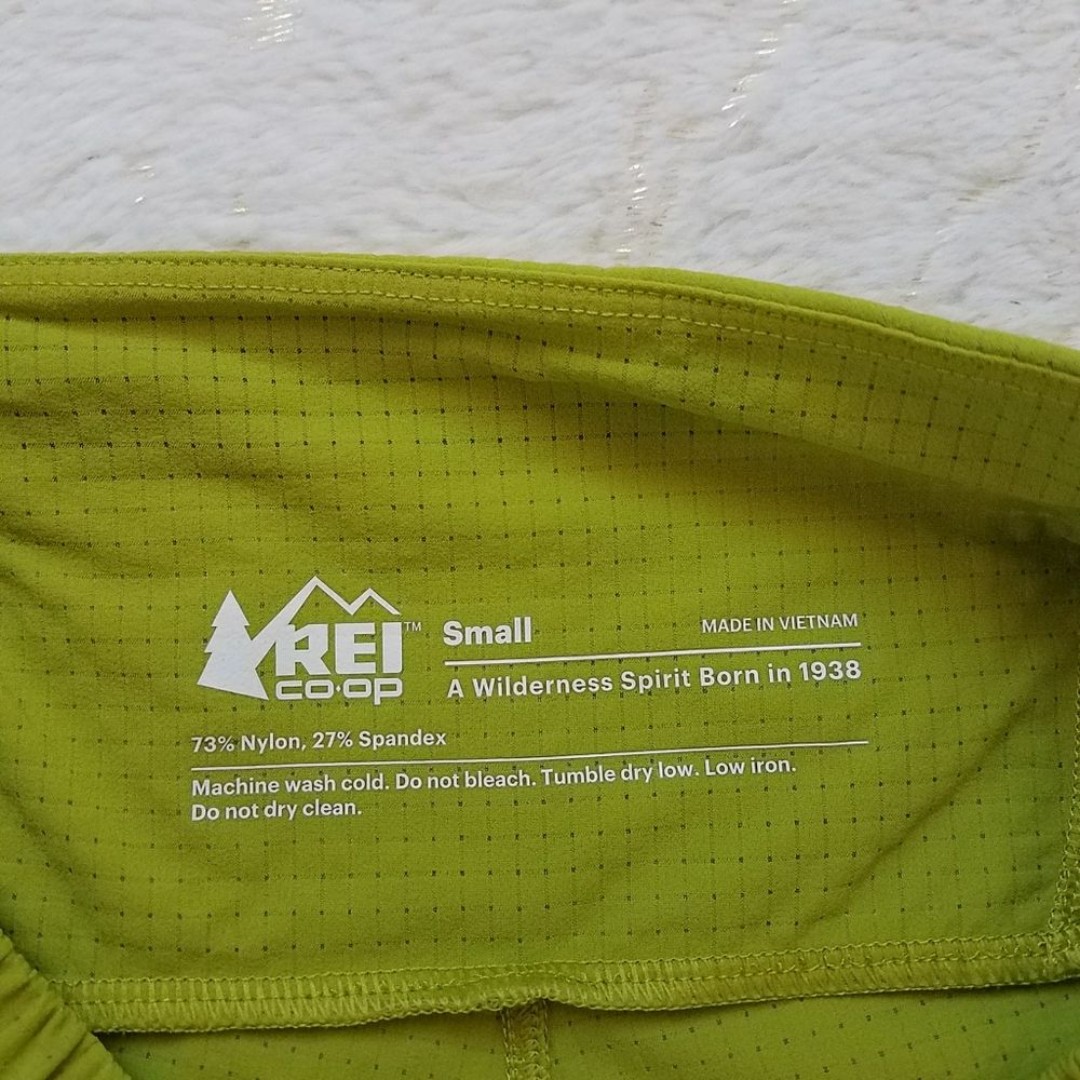 REI™
co·op
Small
MADE IN VIETNAM
A Wilderness Spirit Born in 1938
73% Nylon, 27% Spandex
Machine wash cold. Do not bleach. Tumble dry low. Low iron.
Do not dry clean.